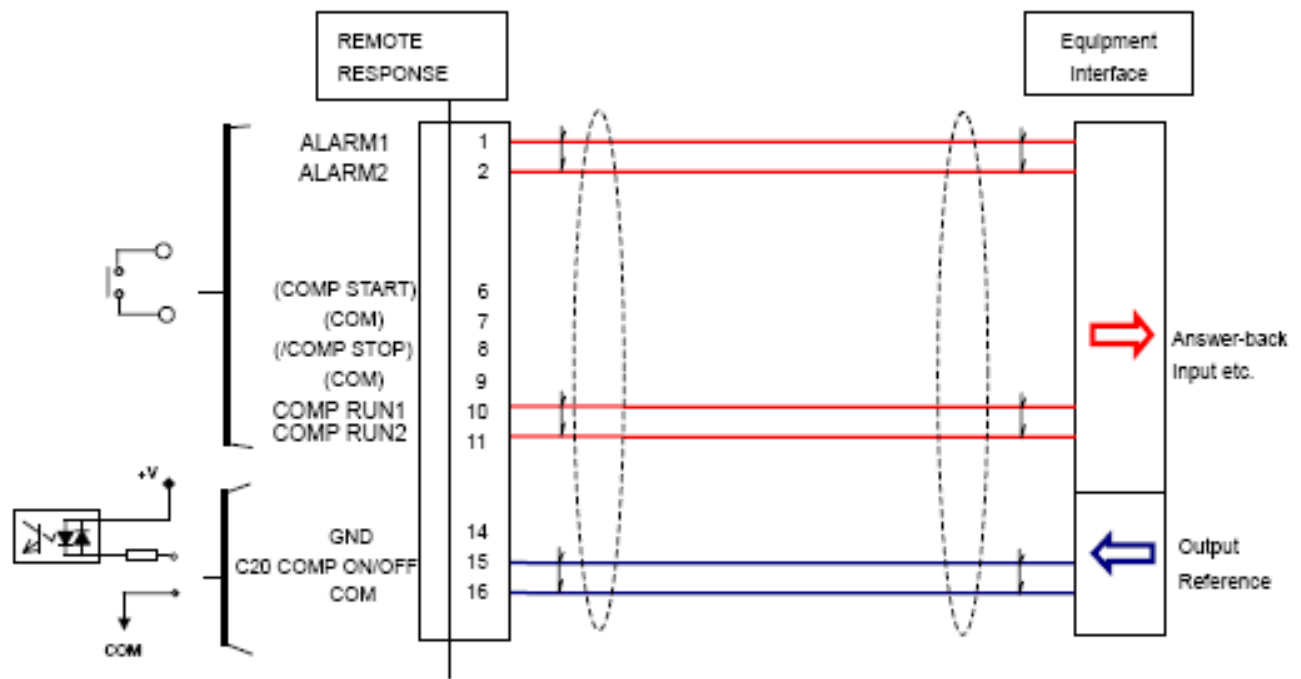 REMOTE
RESPONSE
Equipment
Interface
ALARM1 1
ALARM2 2
(COMP START) 6
(COM) 7
(/COMP STOP) 8
(COM) 9
COMP RUN1 10
COMP RUN2 11
Answer-back
Input etc.
+V
GND 14
C20 COMP ON/OFF 15
COM 16
Output
Reference
COM